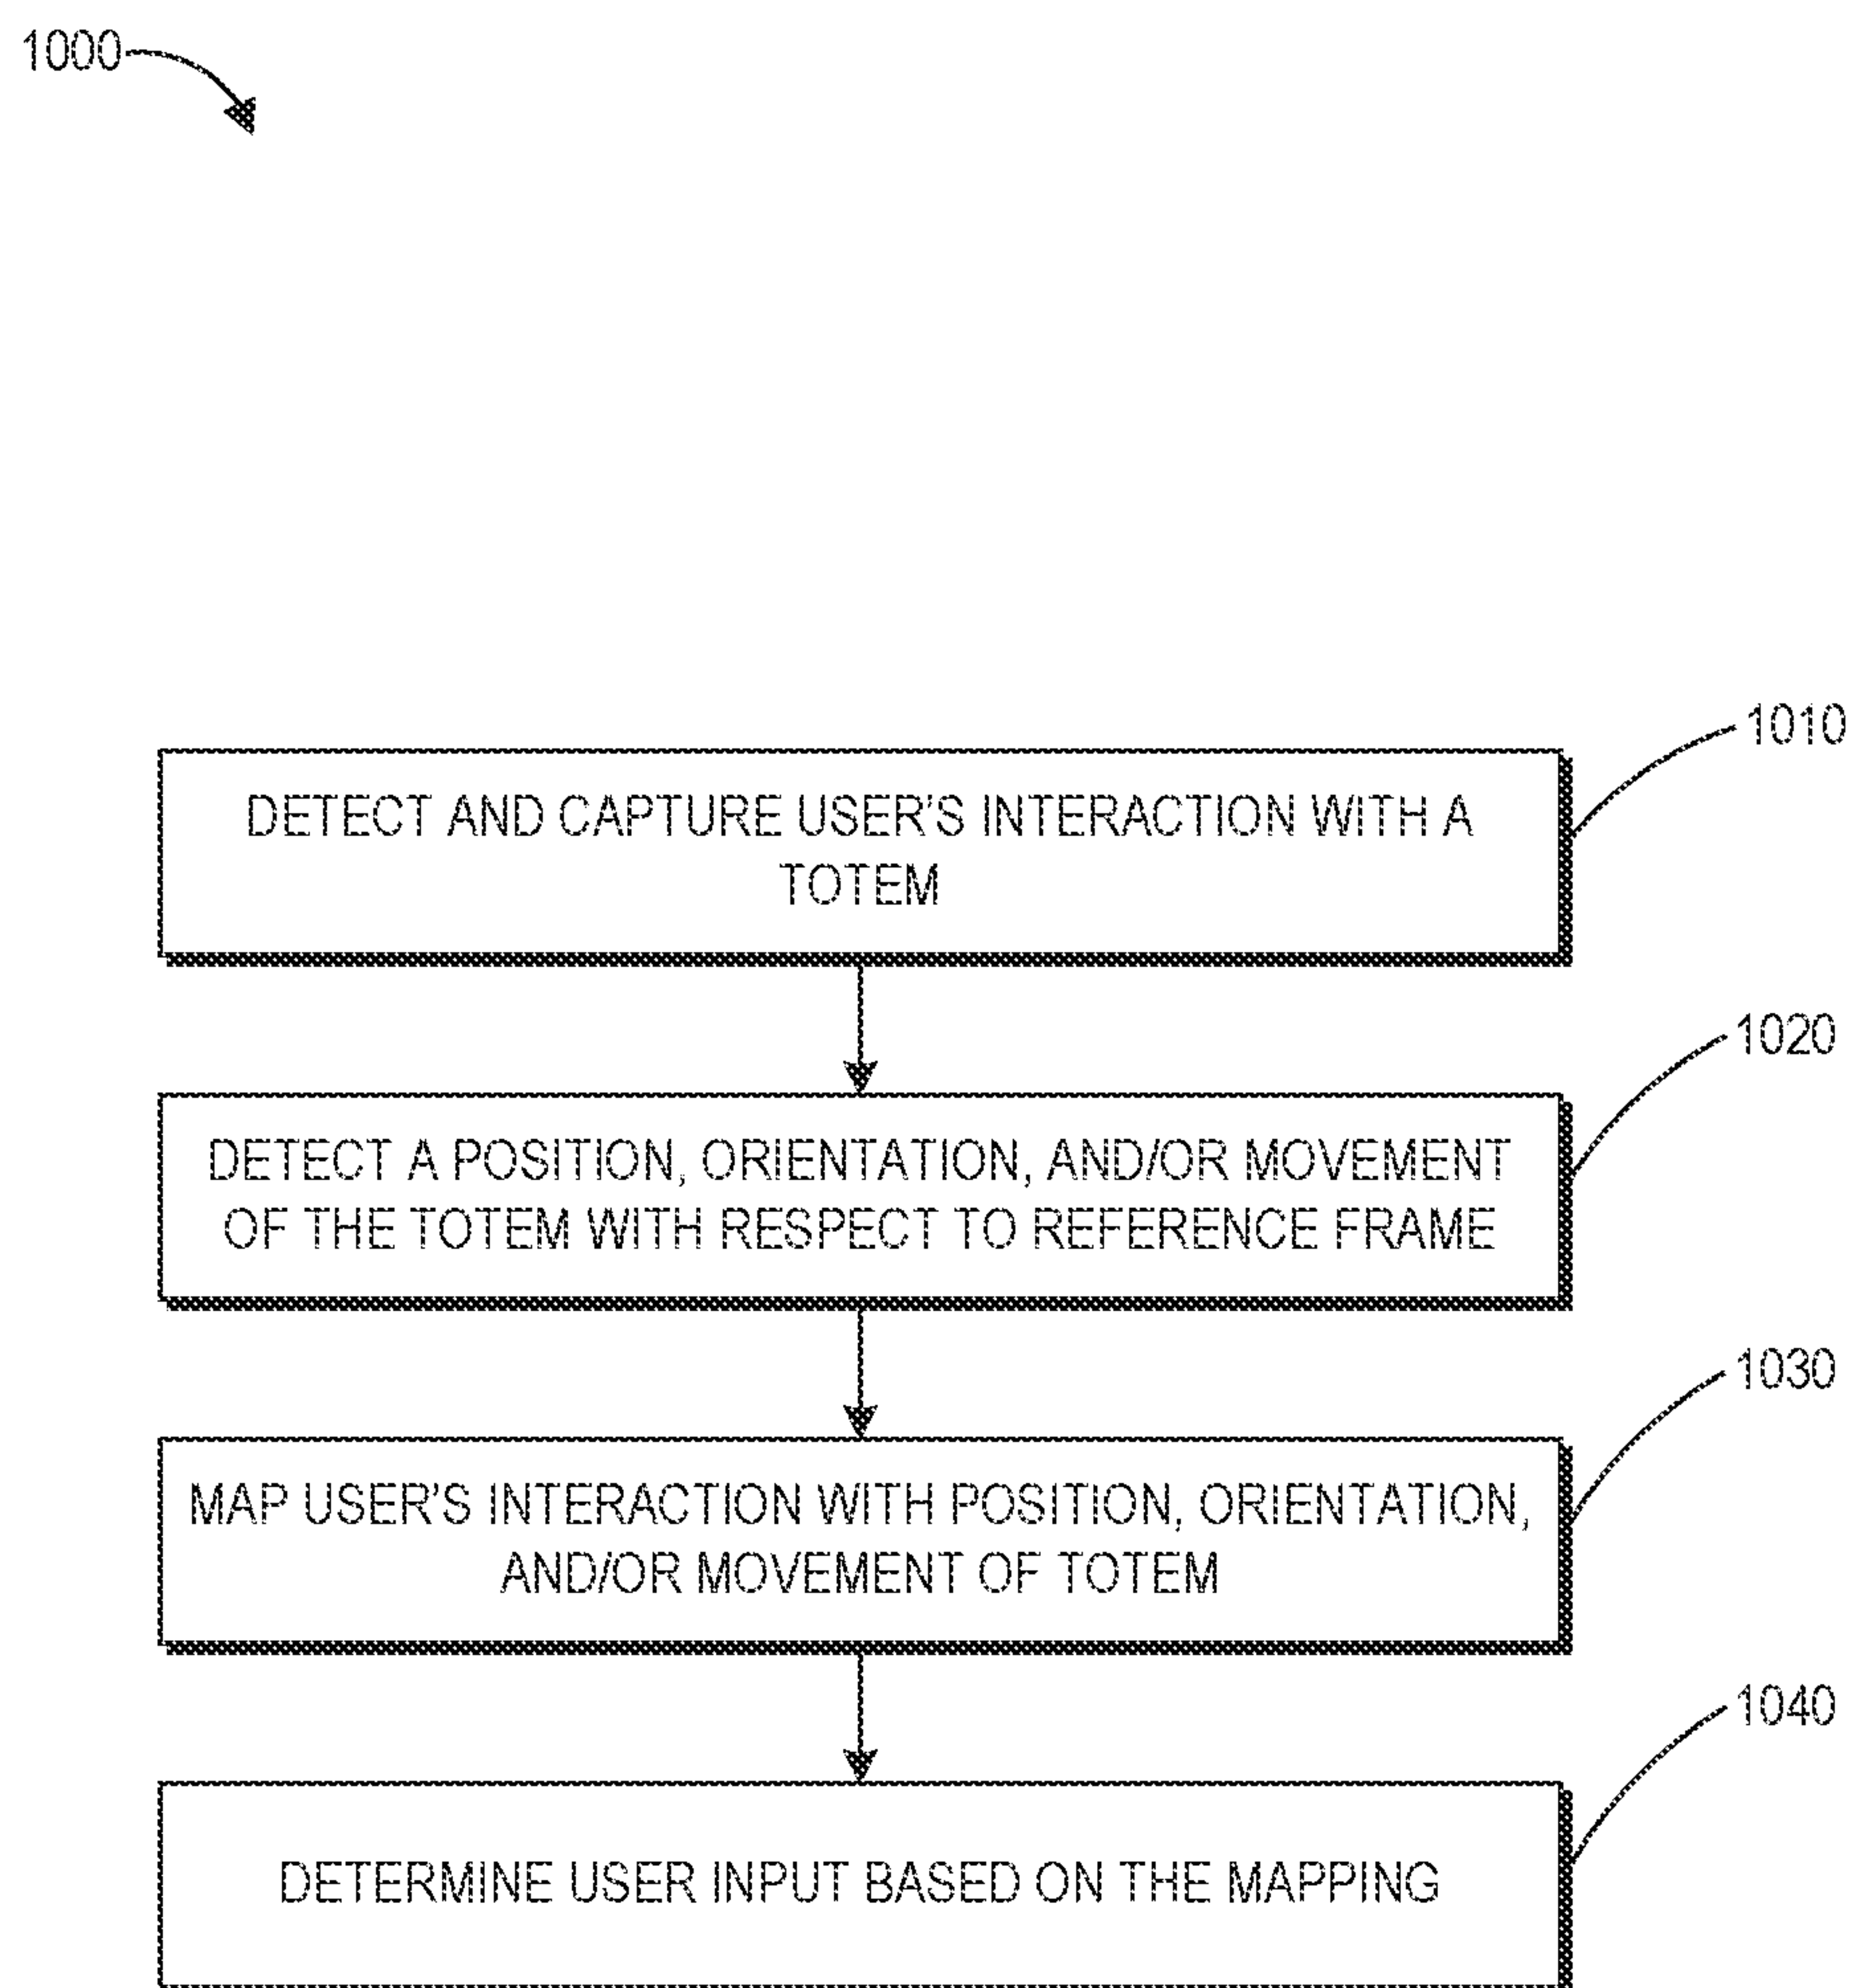 1000
1010
DETECT AND CAPTURE USER’S INTERACTION WITH A
TOTEM
1020
DETECT A POSITION, ORIENTATION, AND/OR MOVEMENT
OF THE TOTEM WITH RESPECT TO REFERENCE FRAME
1030
MAP USER’S INTERACTION WITH POSITION, ORIENTATION,
AND/OR MOVEMENT OF TOTEM
1040
DETERMINE USER INPUT BASED ON THE MAPPING